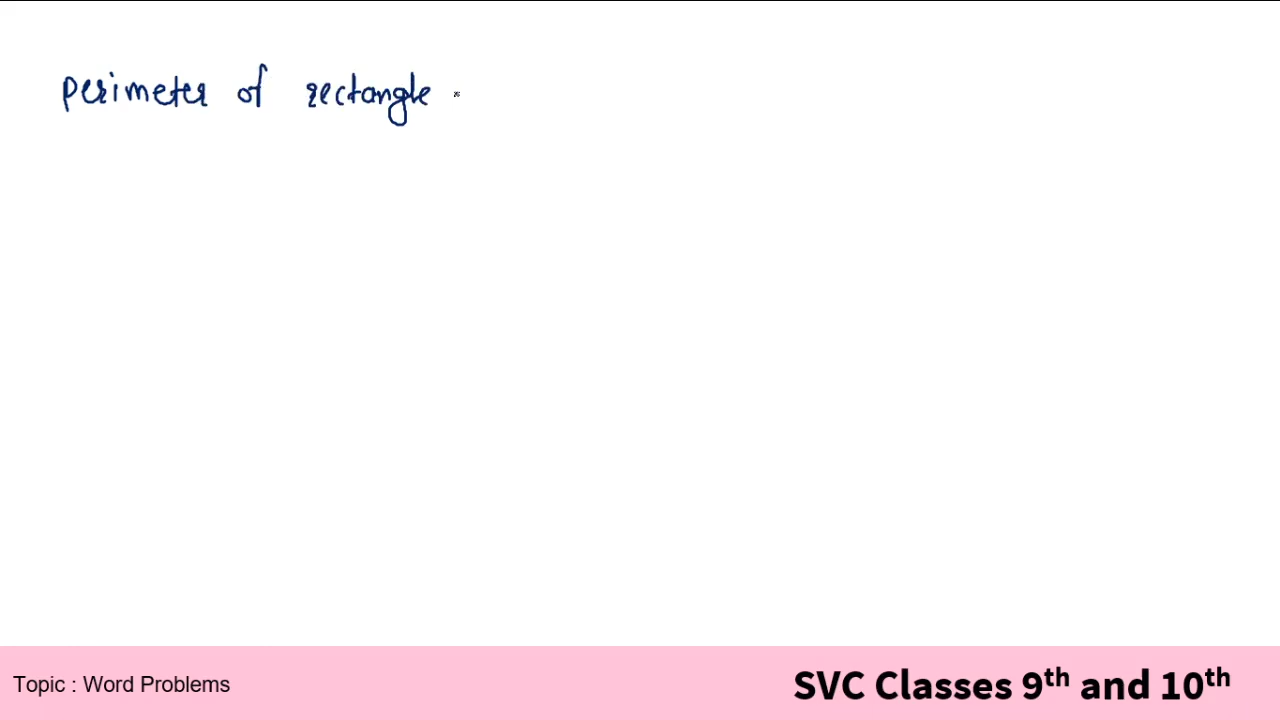 perimeter of rectangle
Topic : Word Problems
SVC Classes 9th and 10th